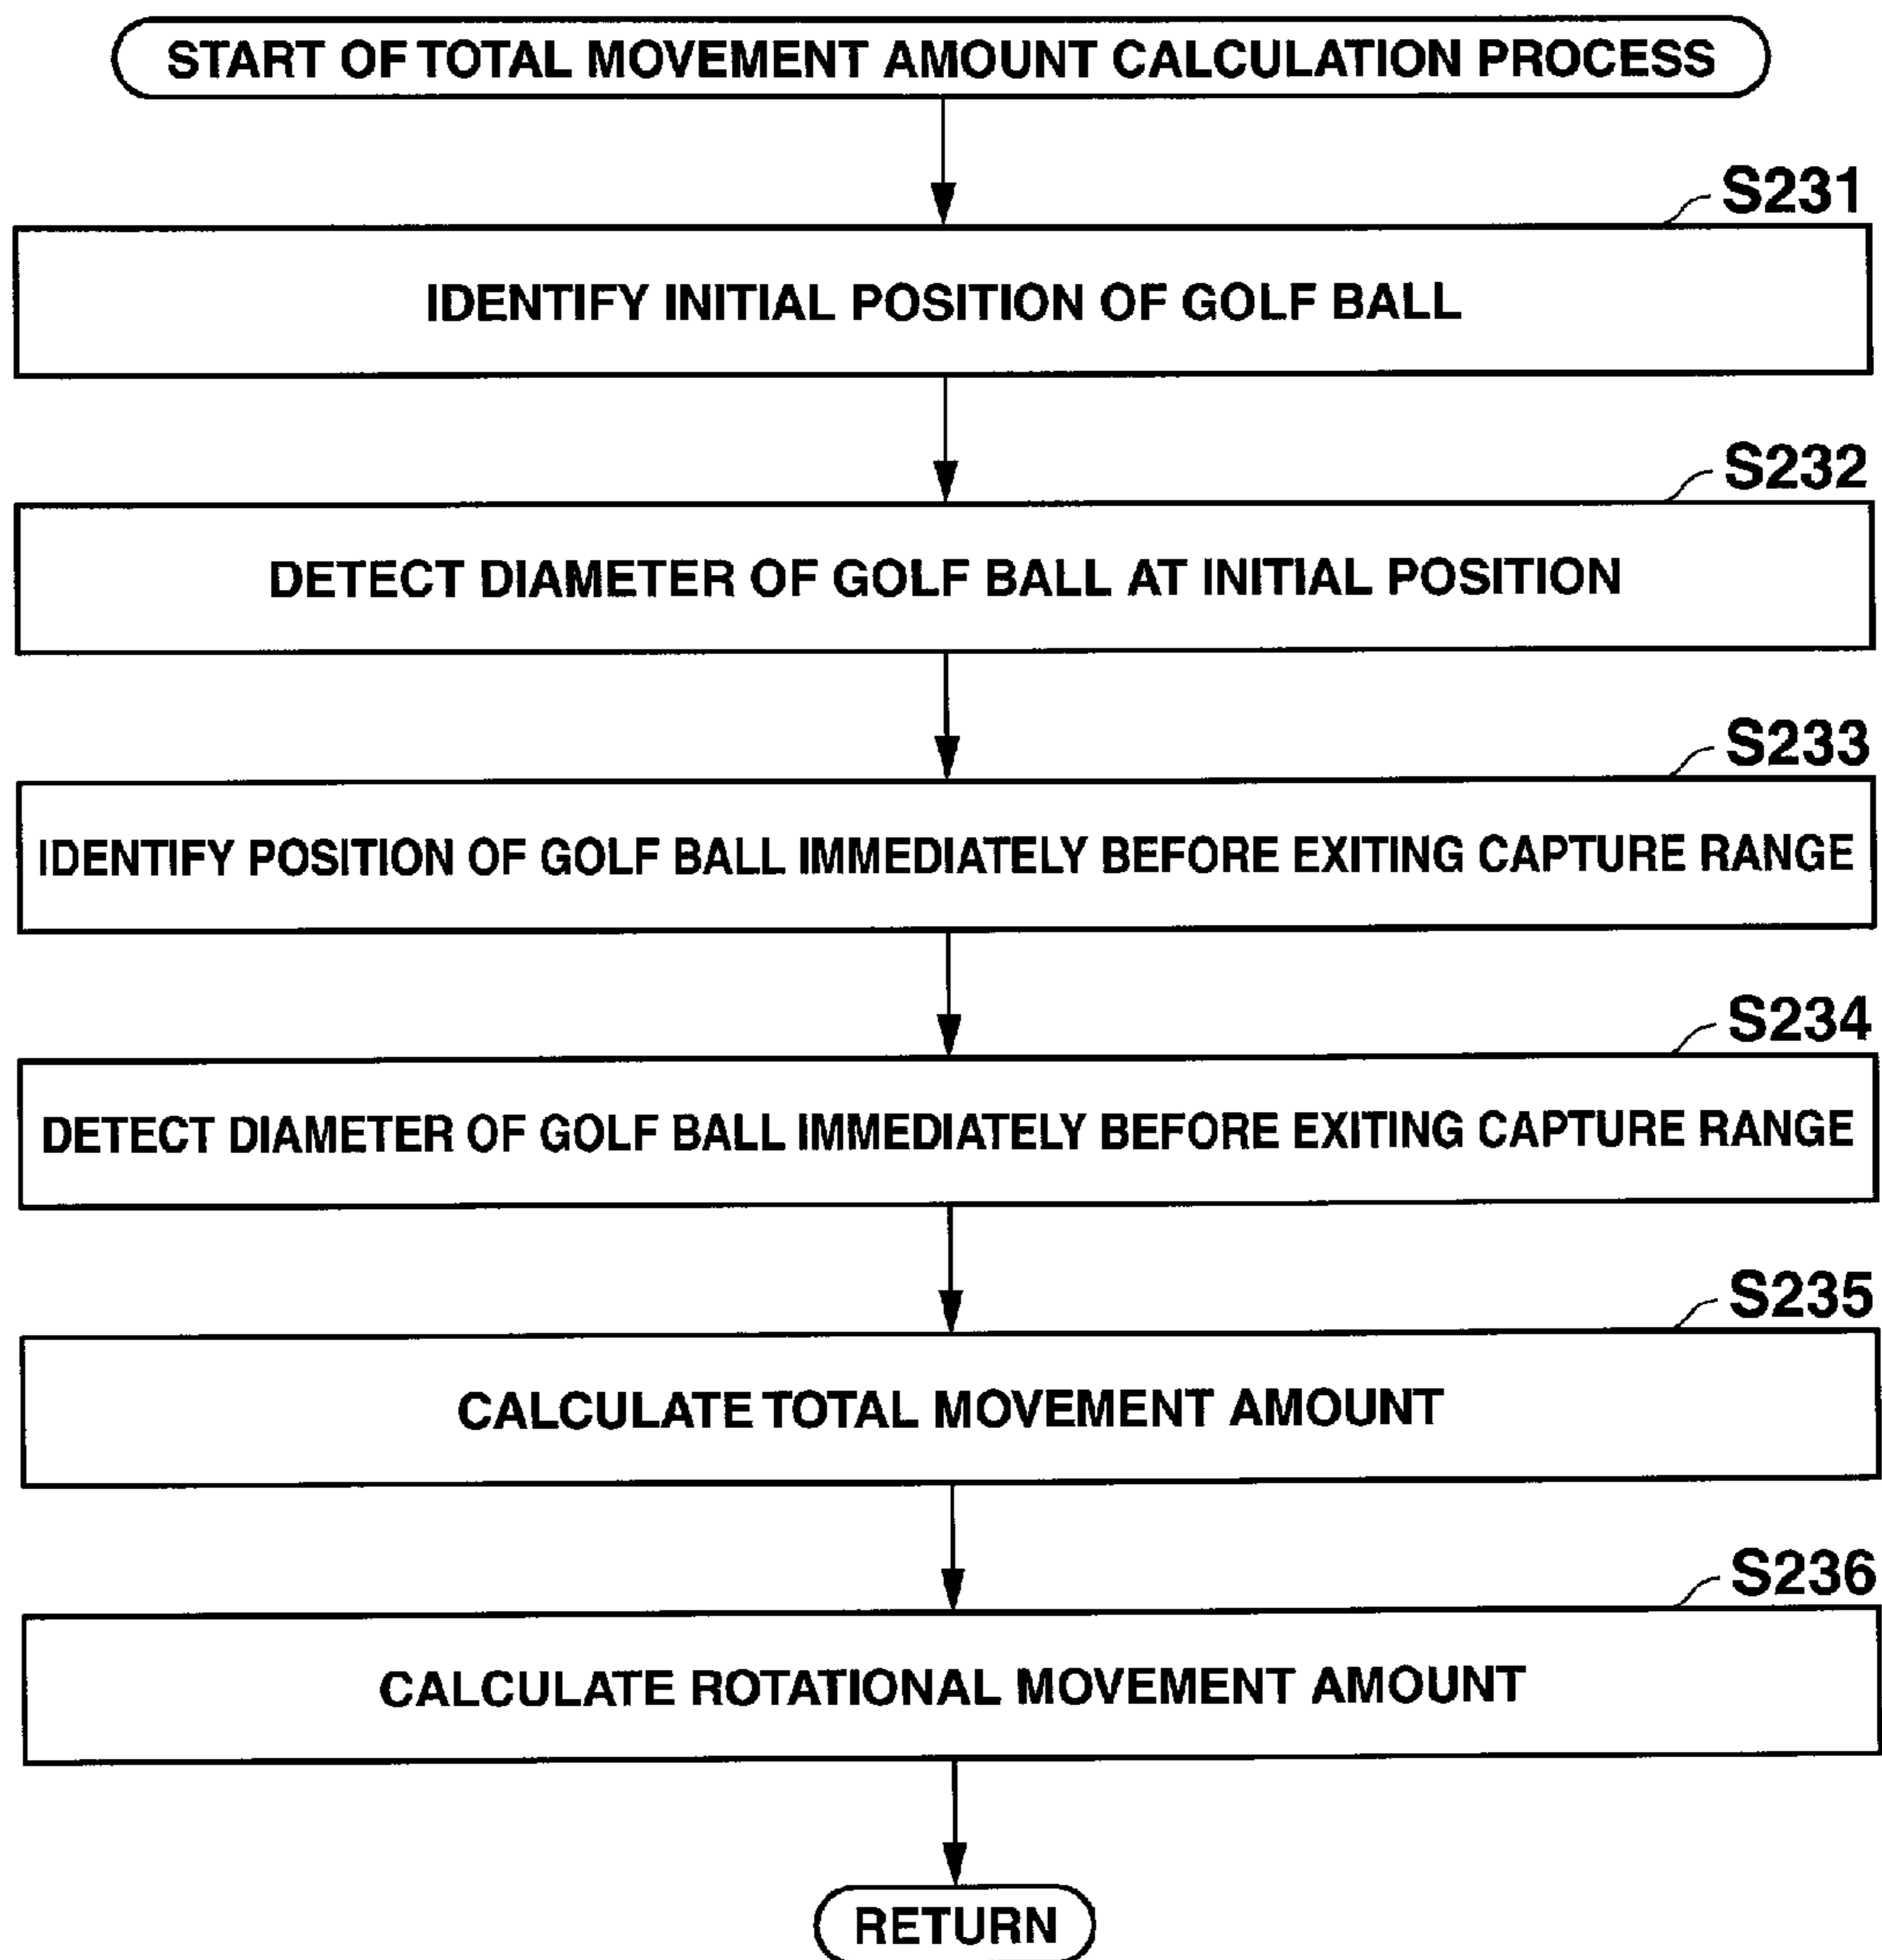 START OF TOTAL MOVEMENT AMOUNT CALCULATION PROCESS
S231
IDENTIFY INITIAL POSITION OF GOLF BALL
S232
DETECT DIAMETER OF GOLF BALL AT INITIAL POSITION
S233
IDENTIFY POSITION OF GOLF BALL IMMEDIATELY BEFORE EXITING CAPTURE RANGE
S234
DETECT DIAMETER OF GOLF BALL IMMEDIATELY BEFORE EXITING CAPTURE RANGE
S235
CALCULATE TOTAL MOVEMENT AMOUNT
S236
CALCULATE ROTATIONAL MOVEMENT AMOUNT
RETURN